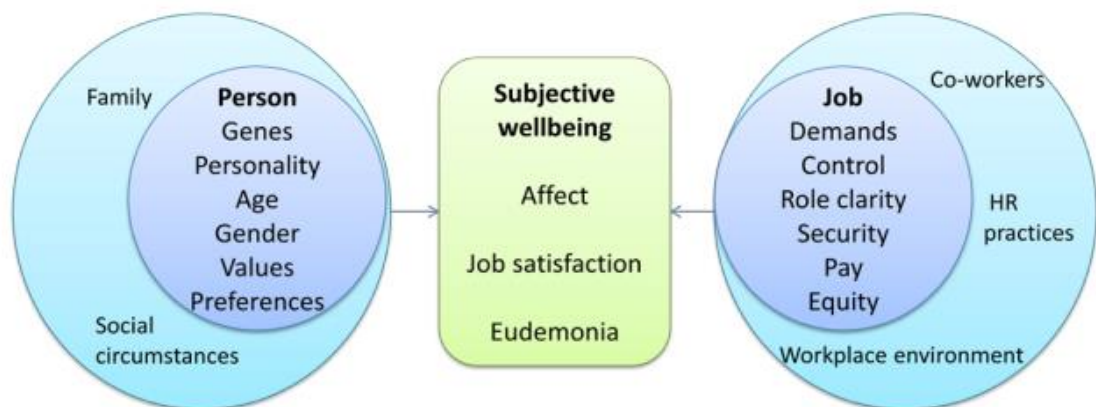 Family
Person
Genes
Personality
Age
Gender
Values
Preferences
Social
circumstances
Subjective
wellbeing
Affect
Job satisfaction
Eudemonia
Job
Demands
Control
Role clarity
Security
Pay
Equity
Co-workers
HR
practices
Workplace environment